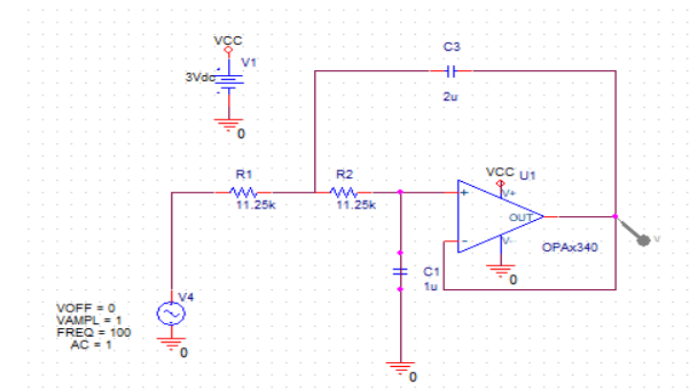 VCC
V1
3Vdc
0
C3
2u
R1
11.25k
R2
11.25k
VCC
U1
+
V+
OUT
-
V-
OPAx340
0
C1
1u
0
V4
VOFF = 0
VAMPL = 1
FREQ = 100
AC = 1
0
V